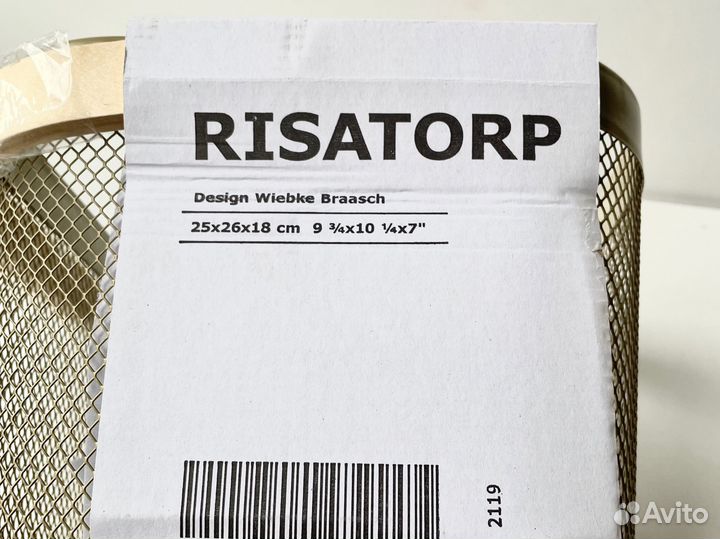 RISATORP
Design Wiebke Braasch
25x26x18 cm 9 ¾x10 ¼x7"
2119
Avito